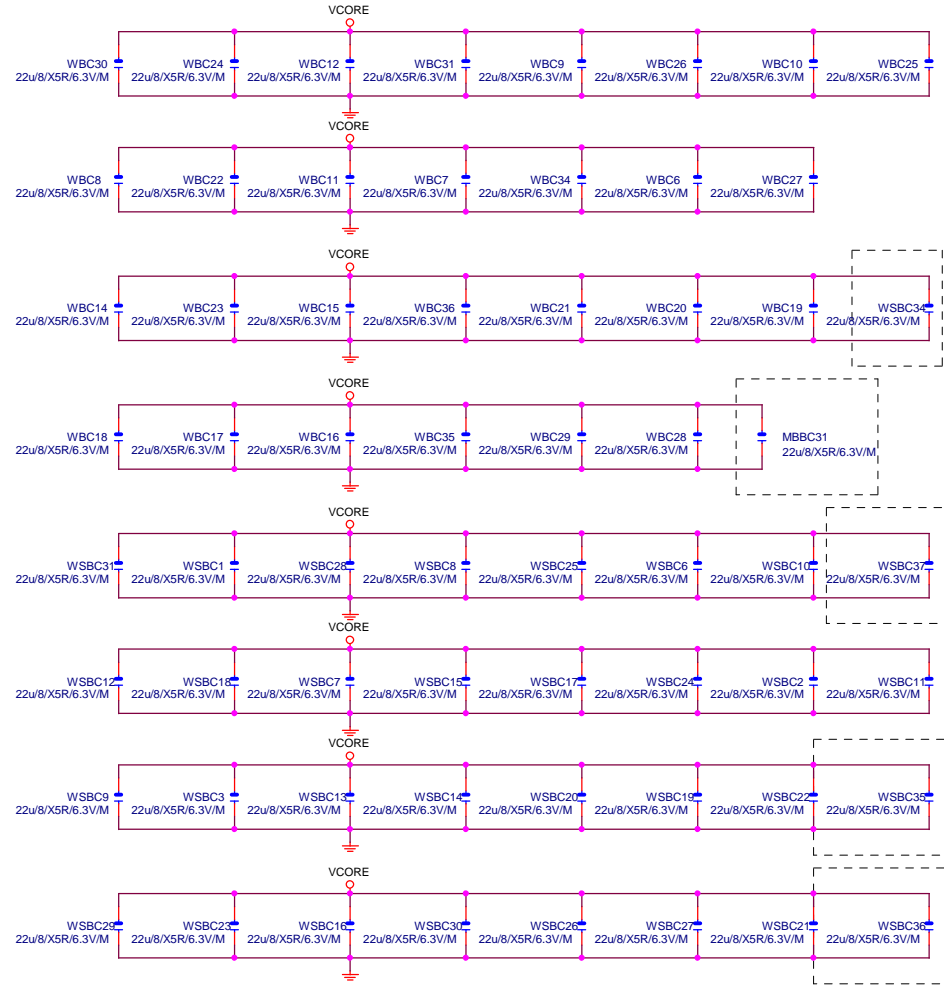 VCORE
WBC30 WBC24 WBC12 WBC31 WBC9 WBC26 WBC10 WBC25
22u/8/X5R/6.3V/M 22u/8/X5R/6.3V/M 22u/8/X5R/6.3V/M 22u/8/X5R/6.3V/M 22u/8/X5R/6.3V/M 22u/8/X5R/6.3V/M 22u/8/X5R/6.3V/M 22u/8/X5R/6.3V/M
VCORE
WBC8 WBC22 WBC11 WBC7 WBC34 WBC6 WBC27
22u/8/X5R/6.3V/M 22u/8/X5R/6.3V/M 22u/8/X5R/6.3V/M 22u/8/X5R/6.3V/M 22u/8/X5R/6.3V/M 22u/8/X5R/6.3V/M 22u/8/X5R/6.3V/M
VCORE
WBC14 WBC23 WBC15 WBC36 WBC21 WBC20 WBC19 WSBC34
22u/8/X5R/6.3V/M 22u/8/X5R/6.3V/M 22u/8/X5R/6.3V/M 22u/8/X5R/6.3V/M 22u/8/X5R/6.3V/M 22u/8/X5R/6.3V/M 22u/8/X5R/6.3V/M 22u/8/X5R/6.3V/M
VCORE
WBC18 WBC17 WBC16 WBC35 WBC29 WBC28 MBBC31
22u/8/X5R/6.3V/M 22u/8/X5R/6.3V/M 22u/8/X5R/6.3V/M 22u/8/X5R/6.3V/M 22u/8/X5R/6.3V/M 22u/8/X5R/6.3V/M 22u/8/X5R/6.3V/M
VCORE
WSBC31 WSBC1 WSBC28 WSBC8 WSBC25 WSBC6 WSBC10 WSBC37
22u/8/X5R/6.3V/M 22u/8/X5R/6.3V/M 22u/8/X5R/6.3V/M 22u/8/X5R/6.3V/M 22u/8/X5R/6.3V/M 22u/8/X5R/6.3V/M 22u/8/X5R/6.3V/M 22u/8/X5R/6.3V/M
VCORE
WSBC12 WSBC18 WSBC7 WSBC15 WSBC17 WSBC24 WSBC2 WSBC11
22u/8/X5R/6.3V/M 22u/8/X5R/6.3V/M 22u/8/X5R/6.3V/M 22u/8/X5R/6.3V/M 22u/8/X5R/6.3V/M 22u/8/X5R/6.3V/M 22u/8/X5R/6.3V/M 22u/8/X5R/6.3V/M
VCORE
WSBC9 WSBC3 WSBC13 WSBC14 WSBC20 WSBC19 WSBC22 WSBC35
22u/8/X5R/6.3V/M 22u/8/X5R/6.3V/M 22u/8/X5R/6.3V/M 22u/8/X5R/6.3V/M 22u/8/X5R/6.3V/M 22u/8/X5R/6.3V/M 22u/8/X5R/6.3V/M 22u/8/X5R/6.3V/M
VCORE
WSBC29 WSBC23 WSBC16 WSBC30 WSBC26 WSBC27 WSBC21 WSBC36
22u/8/X5R/6.3V/M 22u/8/X5R/6.3V/M 22u/8/X5R/6.3V/M 22u/8/X5R/6.3V/M 22u/8/X5R/6.3V/M 22u/8/X5R/6.3V/M 22u/8/X5R/6.3V/M 22u/8/X5R/6.3V/M